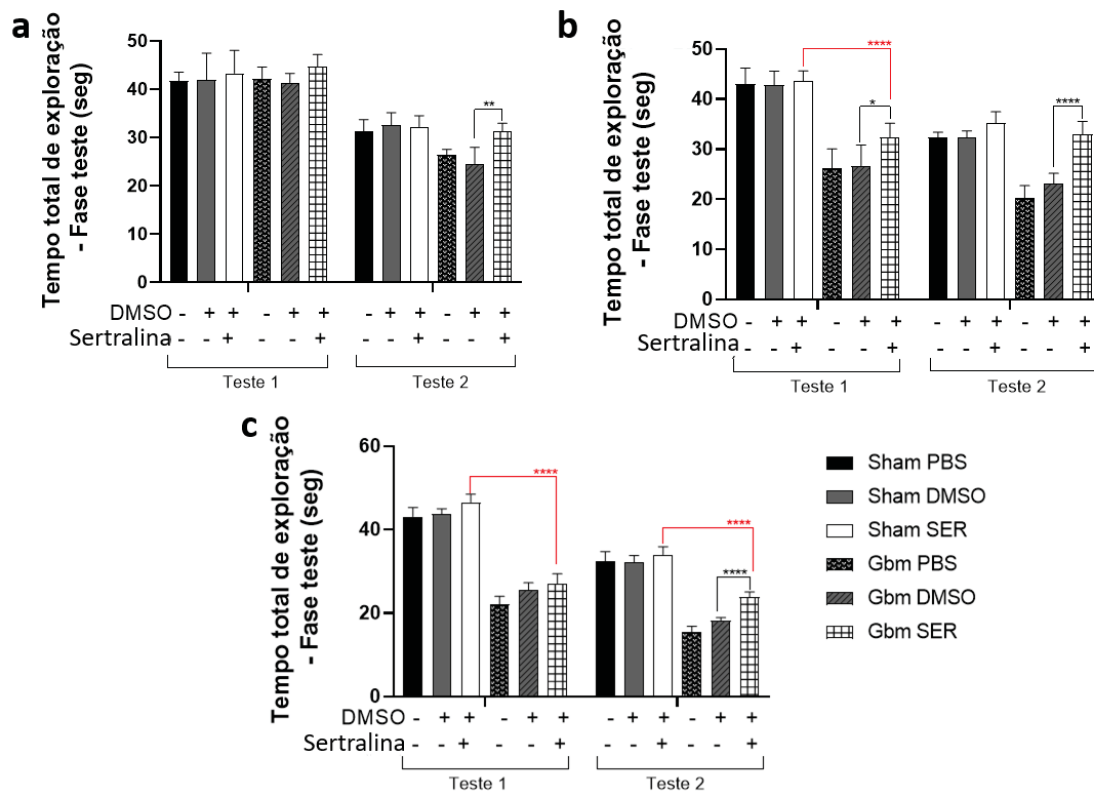 a
Tempo total de exploração
- Fase teste (seg)
50
40
30
20
10
0
**
DMSO - + + - + + - + + - + +
Sertralina - - + - - + - - + - - +
Teste 1 Teste 2
b
Tempo total de exploração
- Fase teste (seg)
50
40
30
20
10
0
****
*
****
DMSO - + + - + + - + + - + +
Sertralina - - + - - + - - + - - +
Teste 1 Teste 2
c
Tempo total de exploração
- Fase teste (seg)
60
40
20
0
****
****
****
DMSO - + + - + + - + + - + +
Sertralina - - + - - + - - + - - +
Teste 1 Teste 2
Sham PBS
Sham DMSO
Sham SER
Gbm PBS
Gbm DMSO
Gbm SER